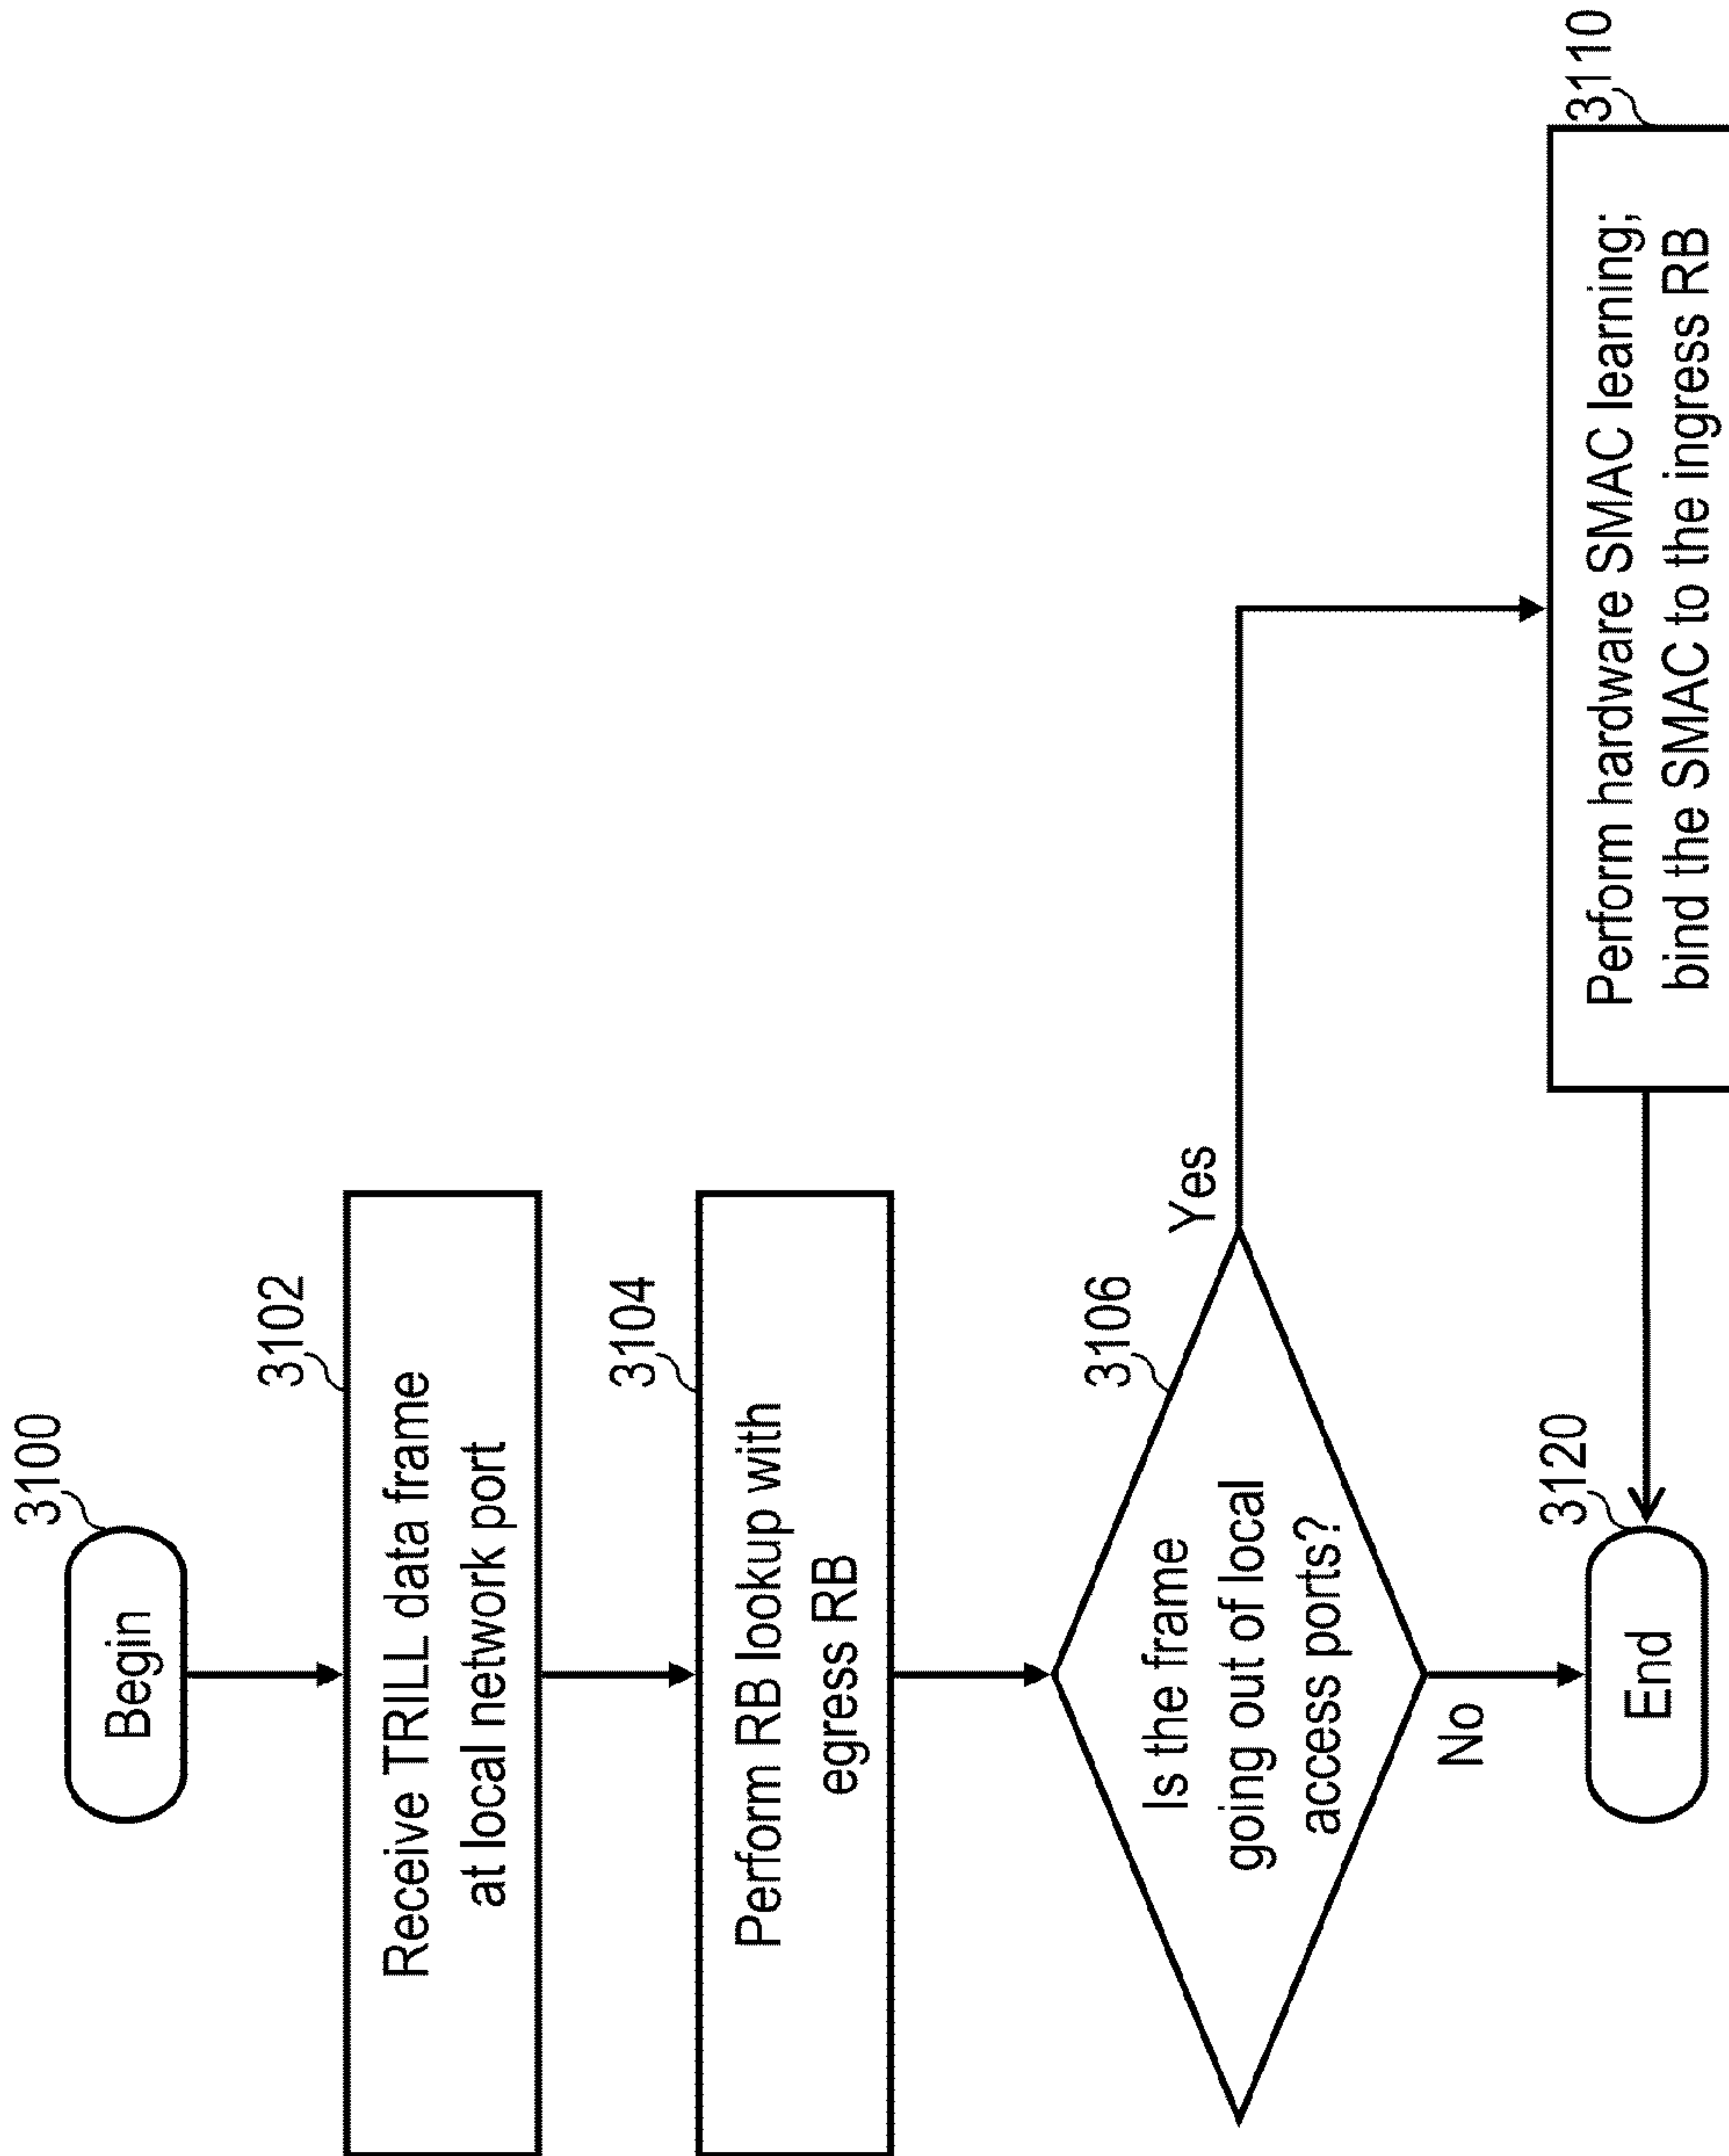 3100
Begin
3102
Receive TRILL data frame
at local network port
3104
Perform RB lookup with
egress RB
3106
Is the frame
going out of local
access ports?
Yes
No
3110
Perform hardware SMAC learning;
bind the SMAC to the ingress RB
3120
End